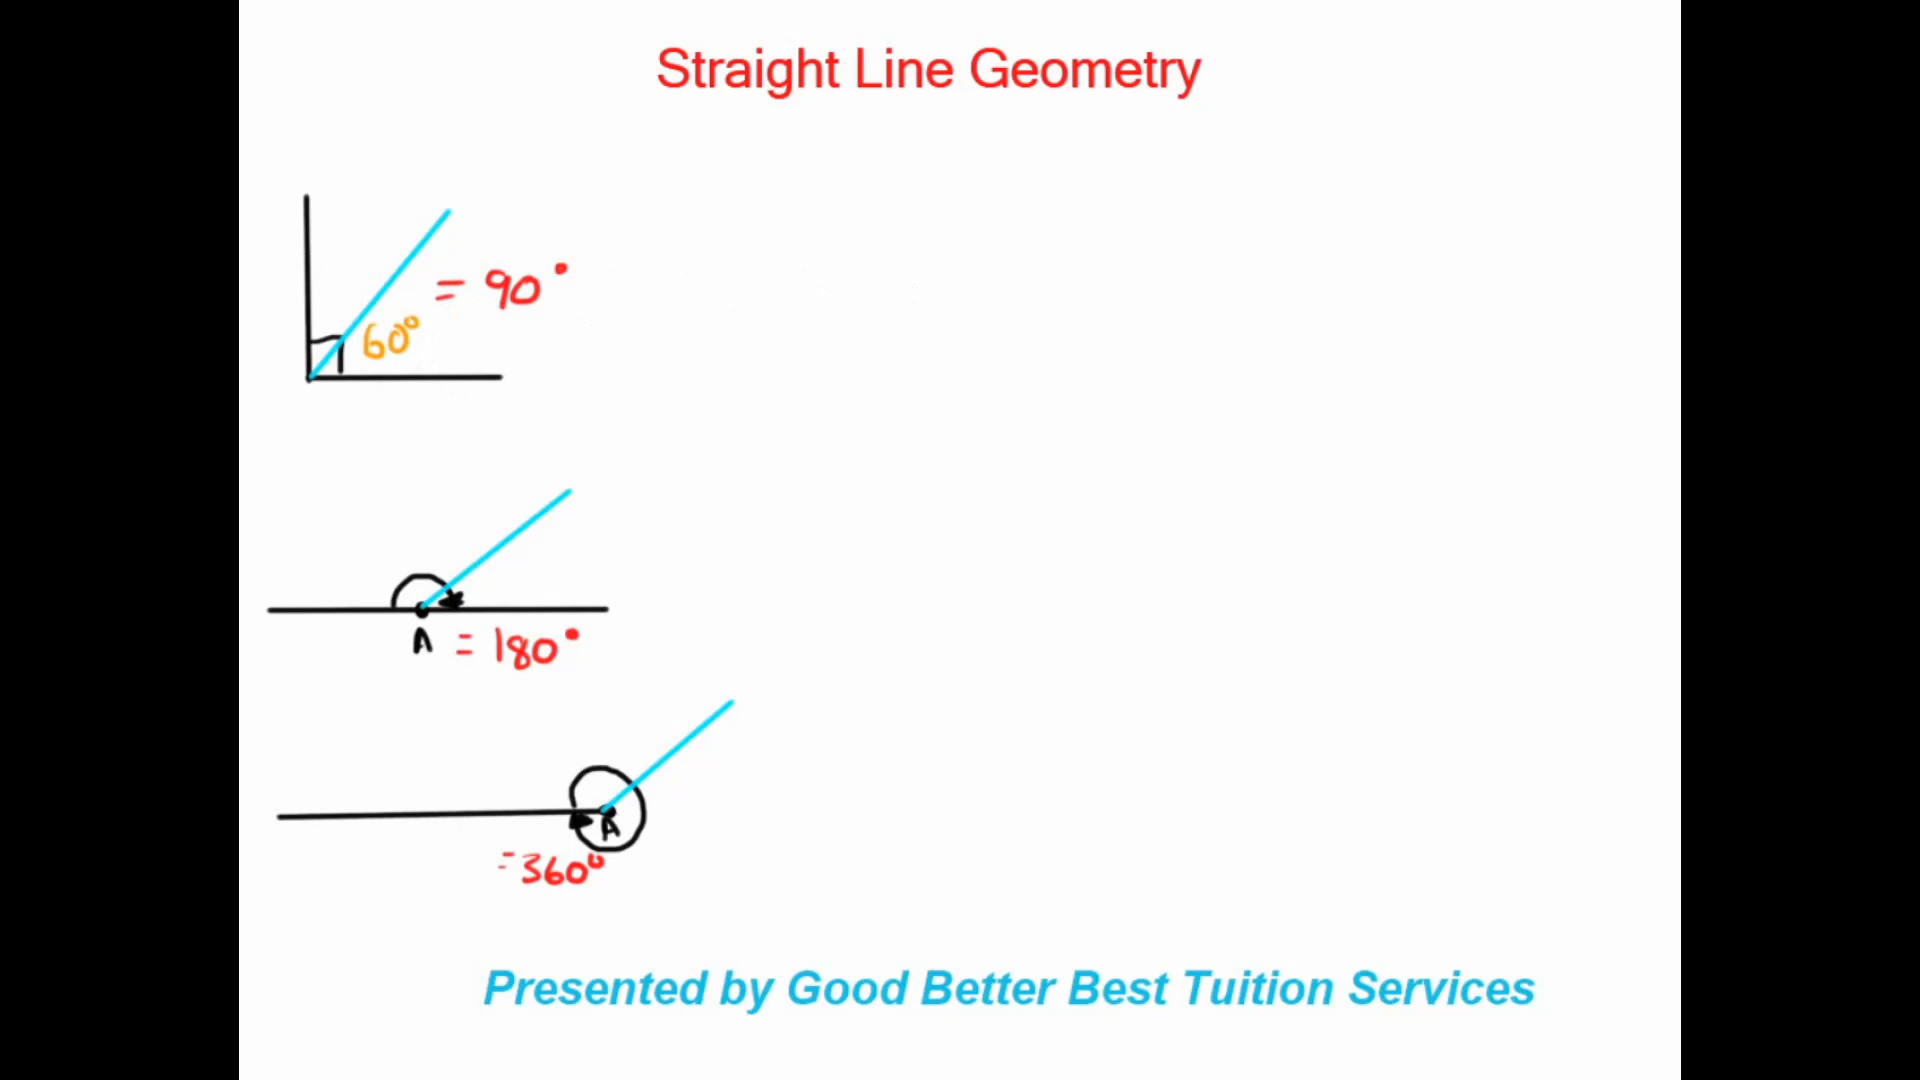 Straight Line Geometry
= 90°
60°
A = 180°
A
= 360°
Presented by Good Better Best Tuition Services